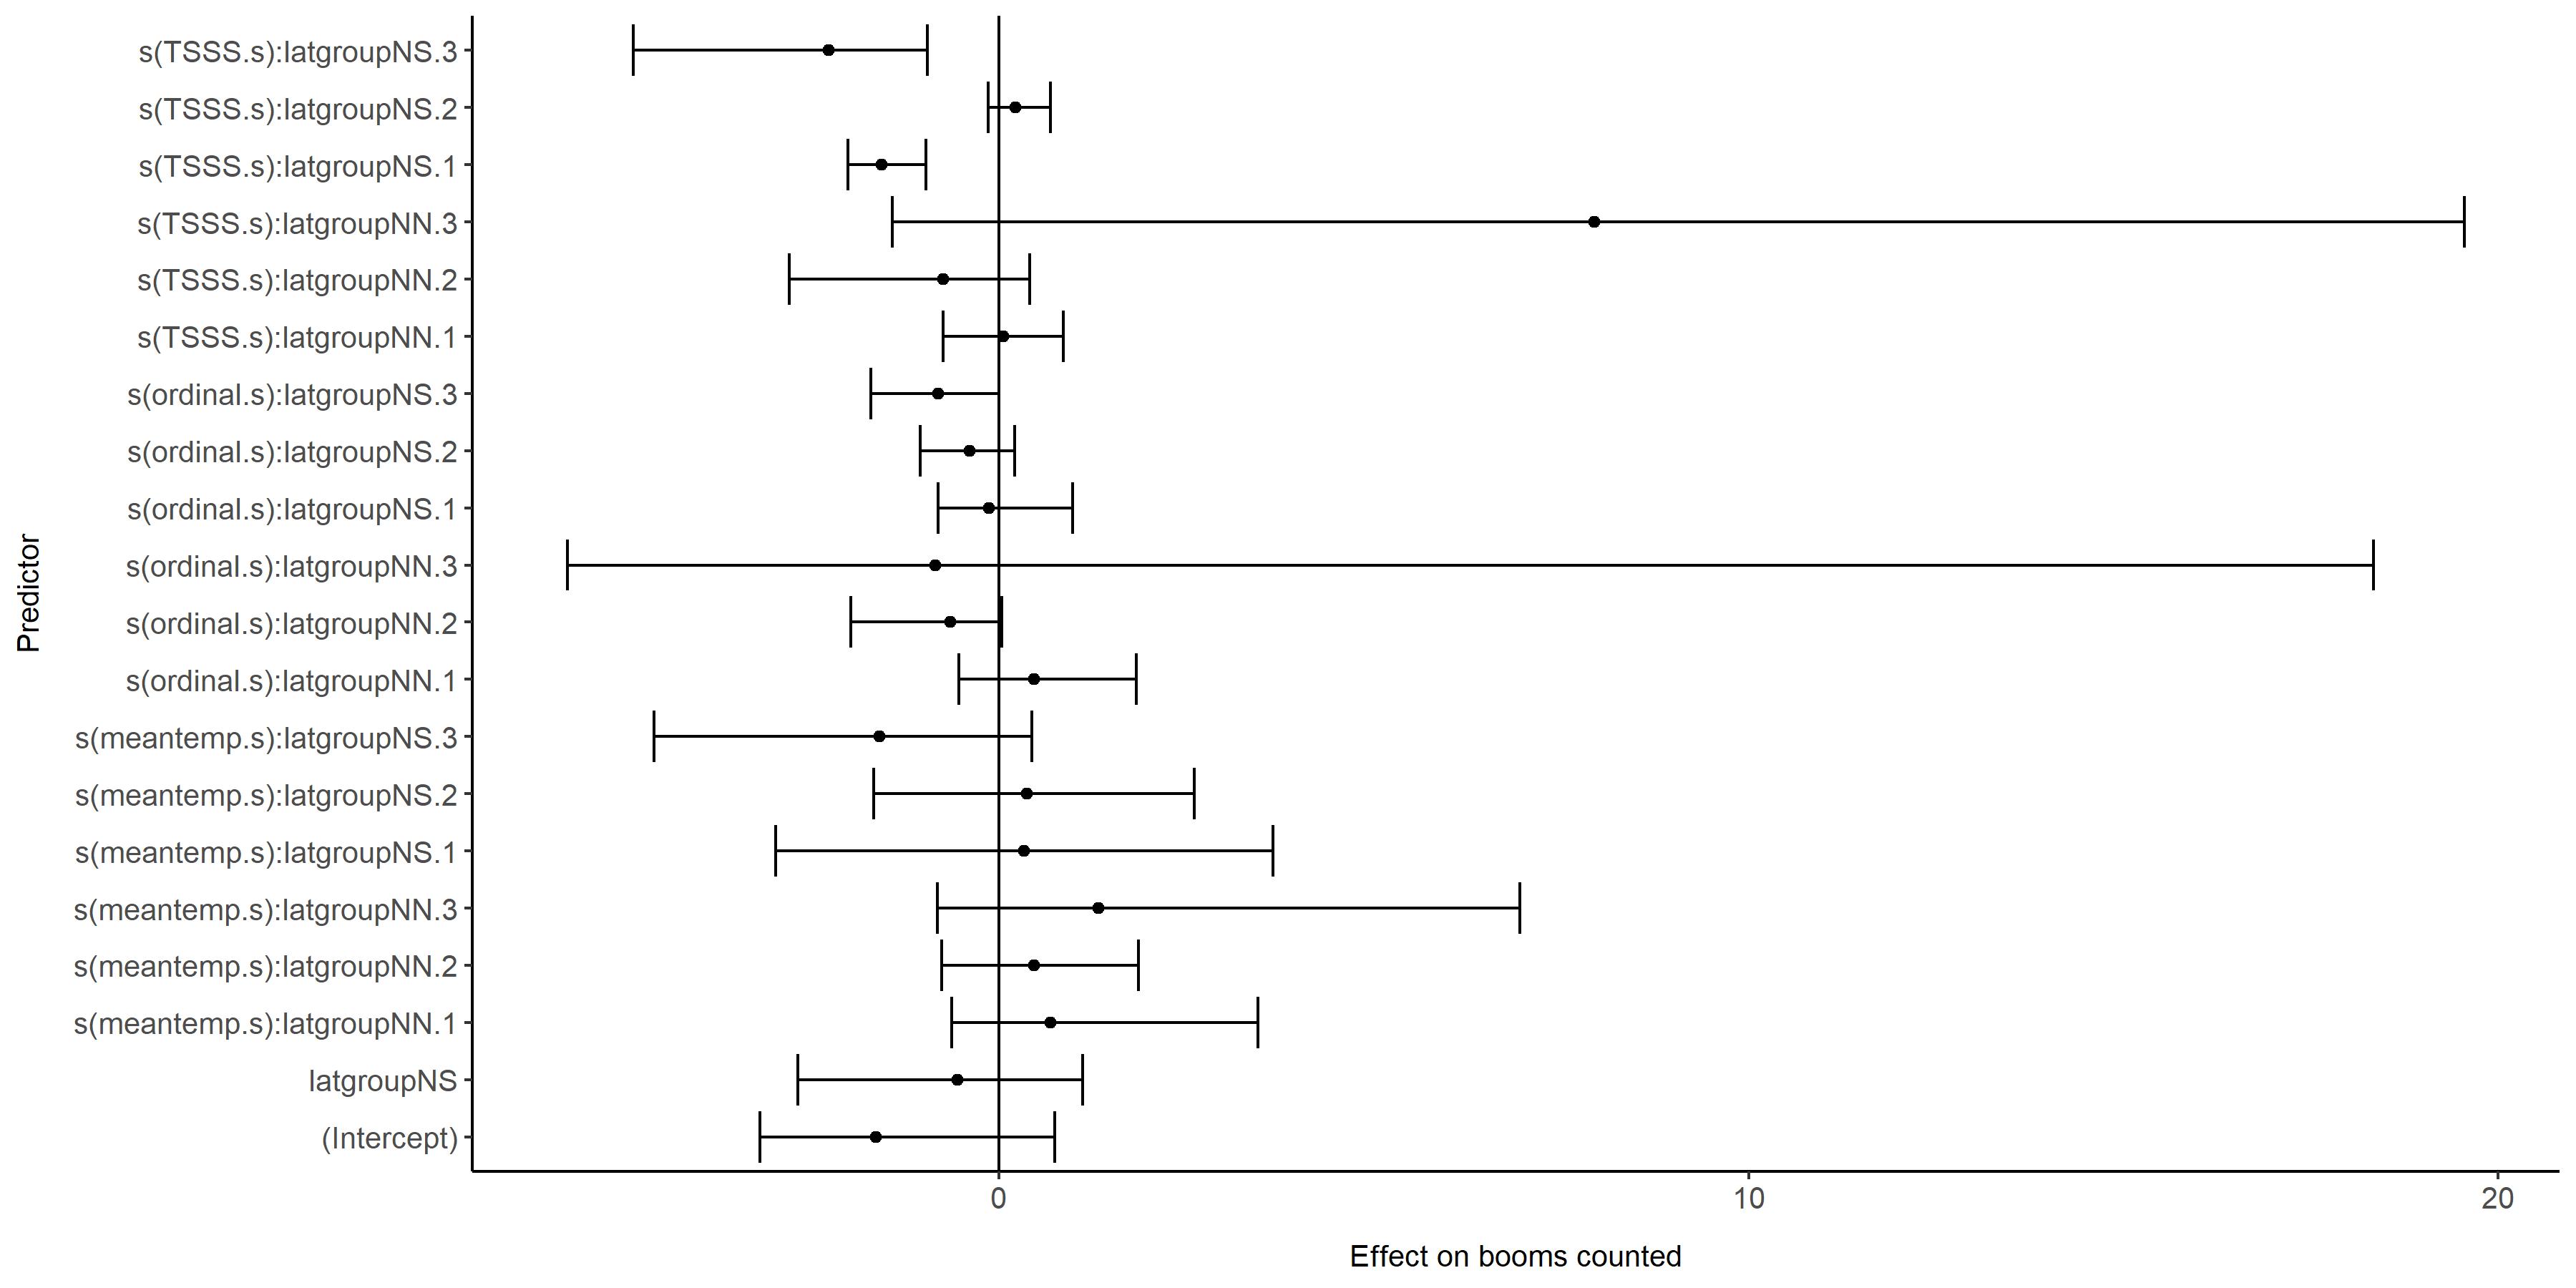 s(TSSS.s):latgroupNS.3
s(TSSS.s):latgroupNS.2
s(TSSS.s):latgroupNS.1
s(TSSS.s):latgroupNN.3
s(TSSS.s):latgroupNN.2
s(TSSS.s):latgroupNN.1
s(ordinal.s):latgroupNS.3
s(ordinal.s):latgroupNS.2
s(ordinal.s):latgroupNS.1
s(ordinal.s):latgroupNN.3
s(ordinal.s):latgroupNN.2
s(ordinal.s):latgroupNN.1
s(meantemp.s):latgroupNS.3
s(meantemp.s):latgroupNS.2
s(meantemp.s):latgroupNS.1
s(meantemp.s):latgroupNN.3
s(meantemp.s):latgroupNN.2
s(meantemp.s):latgroupNN.1
latgroupNS
(Intercept)
Predictor
0 10 20
Effect on booms counted